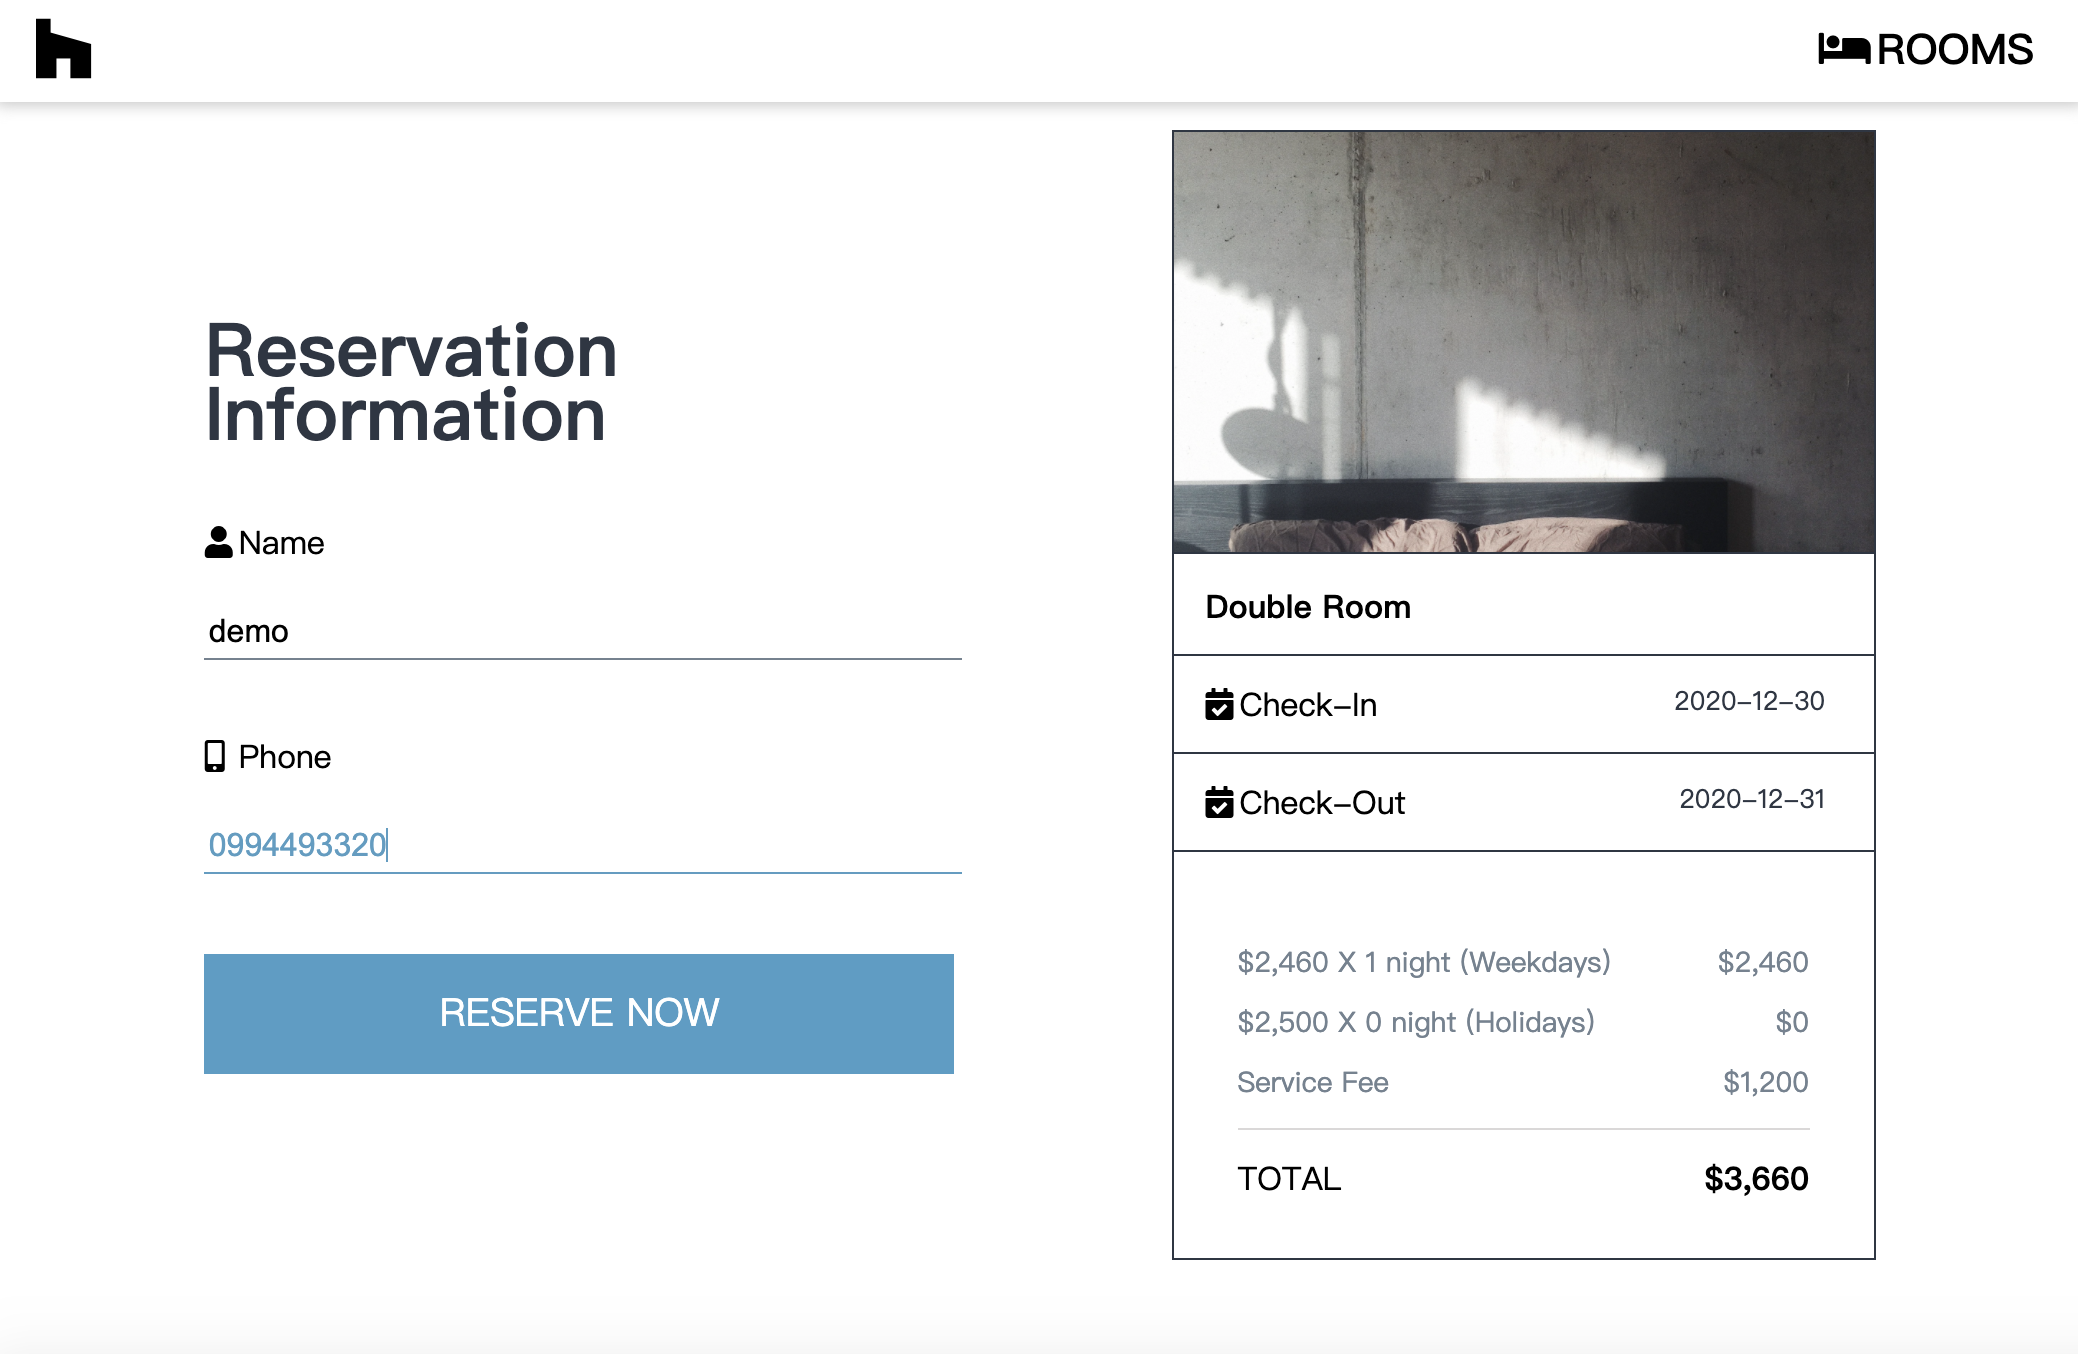 ROOMS
Reservation
Information
Name
demo
Phone
0994493320
RESERVE NOW
Double Room
Check-In 2020-12-30
Check-Out 2020-12-31
$2,460 X 1 night (Weekdays) $2,460
$2,500 X 0 night (Holidays) $0
Service Fee $1,200
TOTAL $3,660